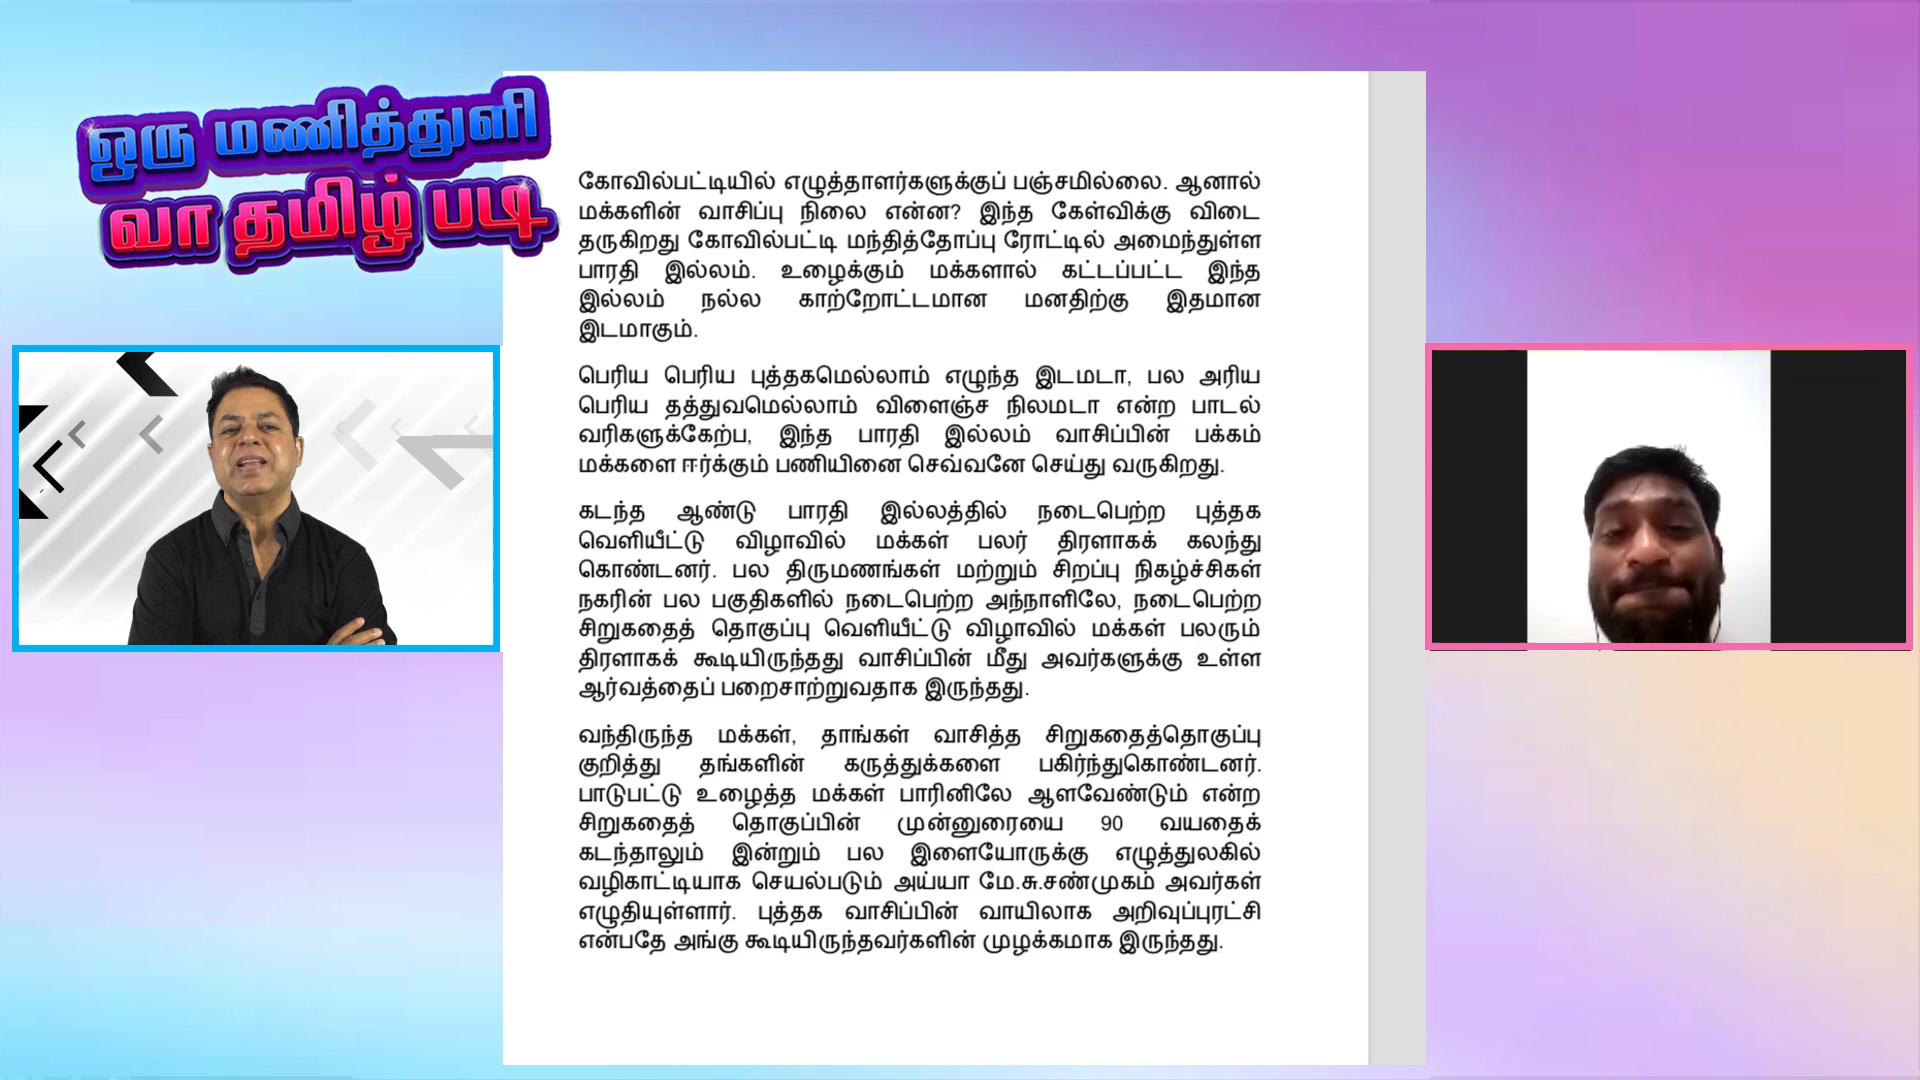 ஒரு மணித்துளி
வா தமிழ் படி
கோவில்பட்டியில் எழுத்தாளர்களுக்குப் பஞ்சமில்லை. ஆனால்
மக்களின் வாசிப்பு நிலை என்ன? இந்த கேள்விக்கு விடை
தருகிறது கோவில்பட்டி மந்தித்தோப்பு ரோட்டில் அமைந்துள்ள
பாரதி இல்லம். உழைக்கும் மக்களால் கட்டப்பட்ட இந்த
இல்லம் நல்ல காற்றோட்டமான மனதிற்கு இதமான
இடமாகும்.
பெரிய பெரிய புத்தகமெல்லாம் எழுந்த இடமடா, பல அரிய
பெரிய தத்துவமெல்லாம் விளைஞ்ச நிலமடா என்ற பாடல்
வரிகளுக்கேற்ப, இந்த பாரதி இல்லம் வாசிப்பின் பக்கம்
மக்களை ஈர்க்கும் பணியினை செவ்வனே செய்து வருகிறது.
கடந்த ஆண்டு பாரதி இல்லத்தில் நடைபெற்ற புத்தக
வெளியீட்டு விழாவில் மக்கள் பலர் திரளாகக் கலந்து
கொண்டனர். பல திருமணங்கள் மற்றும் சிறப்பு நிகழ்ச்சிகள்
நகரின் பல பகுதிகளில் நடைபெற்ற அந்நாளிலே, நடைபெற்ற
சிறுகதைத் தொகுப்பு வெளியீட்டு விழாவில் மக்கள் பலரும்
திரளாகக் கூடியிருந்தது வாசிப்பின் மீது அவர்களுக்கு உள்ள
ஆர்வத்தைப் பறைசாற்றுவதாக இருந்தது.
வந்திருந்த மக்கள், தாங்கள் வாசித்த சிறுகதைத்தொகுப்பு
குறித்து தங்களின் கருத்துக்களை பகிர்ந்துகொண்டனர்.
பாடுபட்டு உழைத்த மக்கள் பாரினிலே ஆளவேண்டும் என்ற
சிறுகதைத் தொகுப்பின் முன்னுரையை 90 வயதைக்
கடந்தாலும் இன்றும் பல இளையோருக்கு எழுத்துலகில்
வழிகாட்டியாக செயல்படும் அய்யா மே.சு.சண்முகம் அவர்கள்
எழுதியுள்ளார். புத்தக வாசிப்பின் வாயிலாக அறிவுப்புரட்சி
என்பதே அங்கு கூடியிருந்தவர்களின் முழக்கமாக இருந்தது.